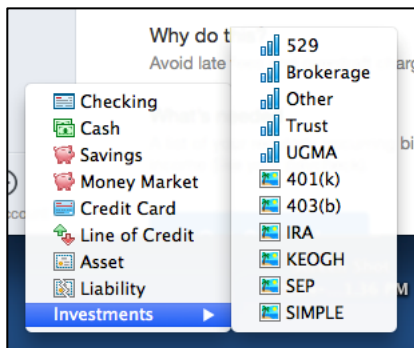 Why do th
Avoid late
Checking
Cash
Savings
Money Market
Credit Card
Line of Credit
Asset
Liability
Investments
529
Brokerage
Other
Trust
UGMA
401(k)
403(b)
IRA
KEOGH
SEP
SIMPLE